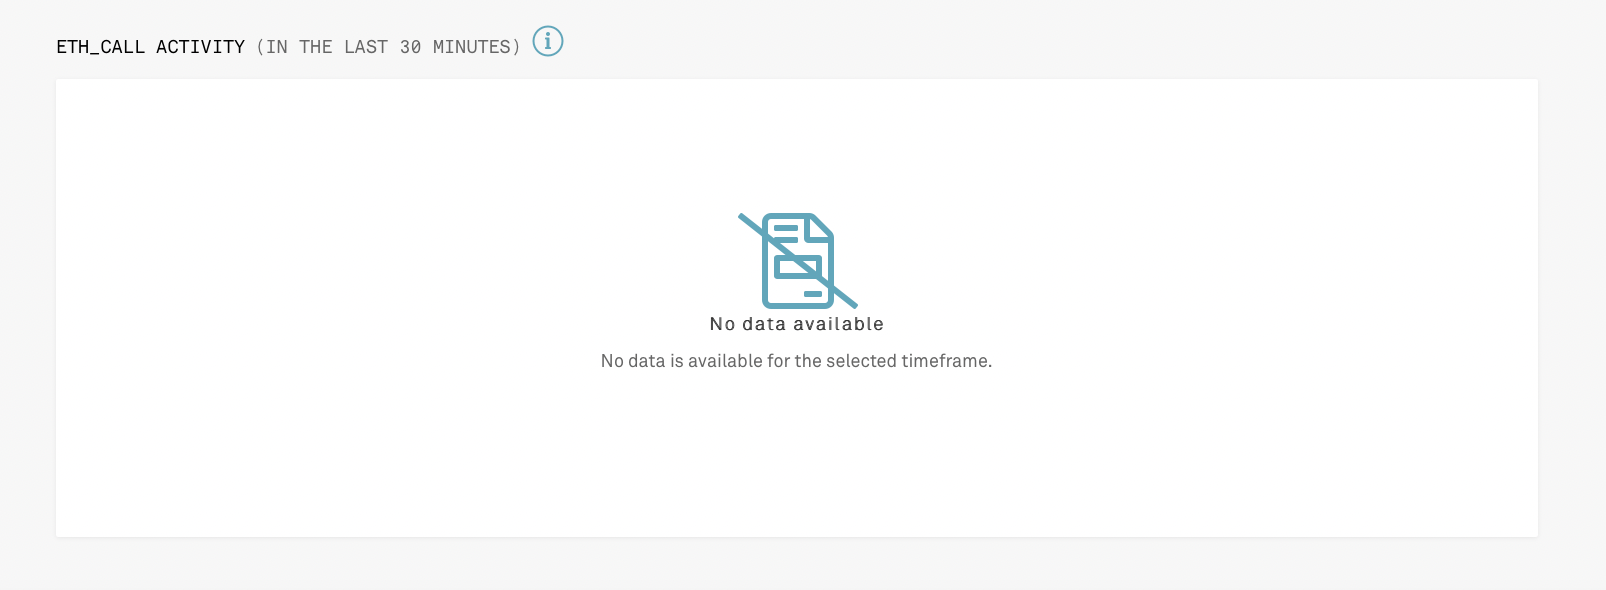 ETH_CALL ACTIVITY (IN THE LAST 30 MINUTES) i
No data available
No data is available for the selected timeframe.